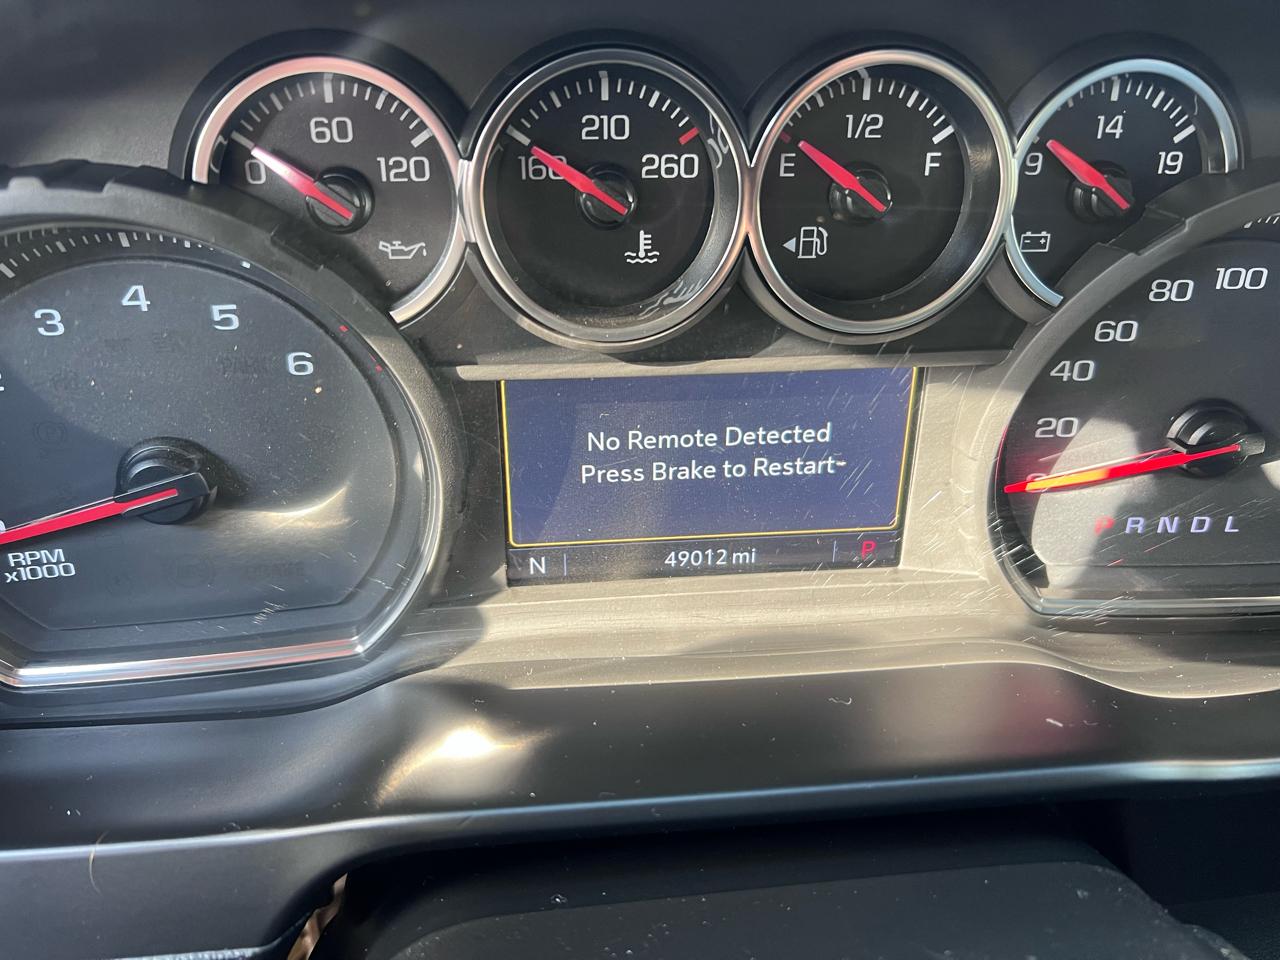 0 60 120
160 210 260
E 1/2 F
9 14 19
3 4 5 6
RPM
x1000
No Remote Detected
Press Brake to Restart
N 49012 mi P
20 40 60 80 100
P R N D L